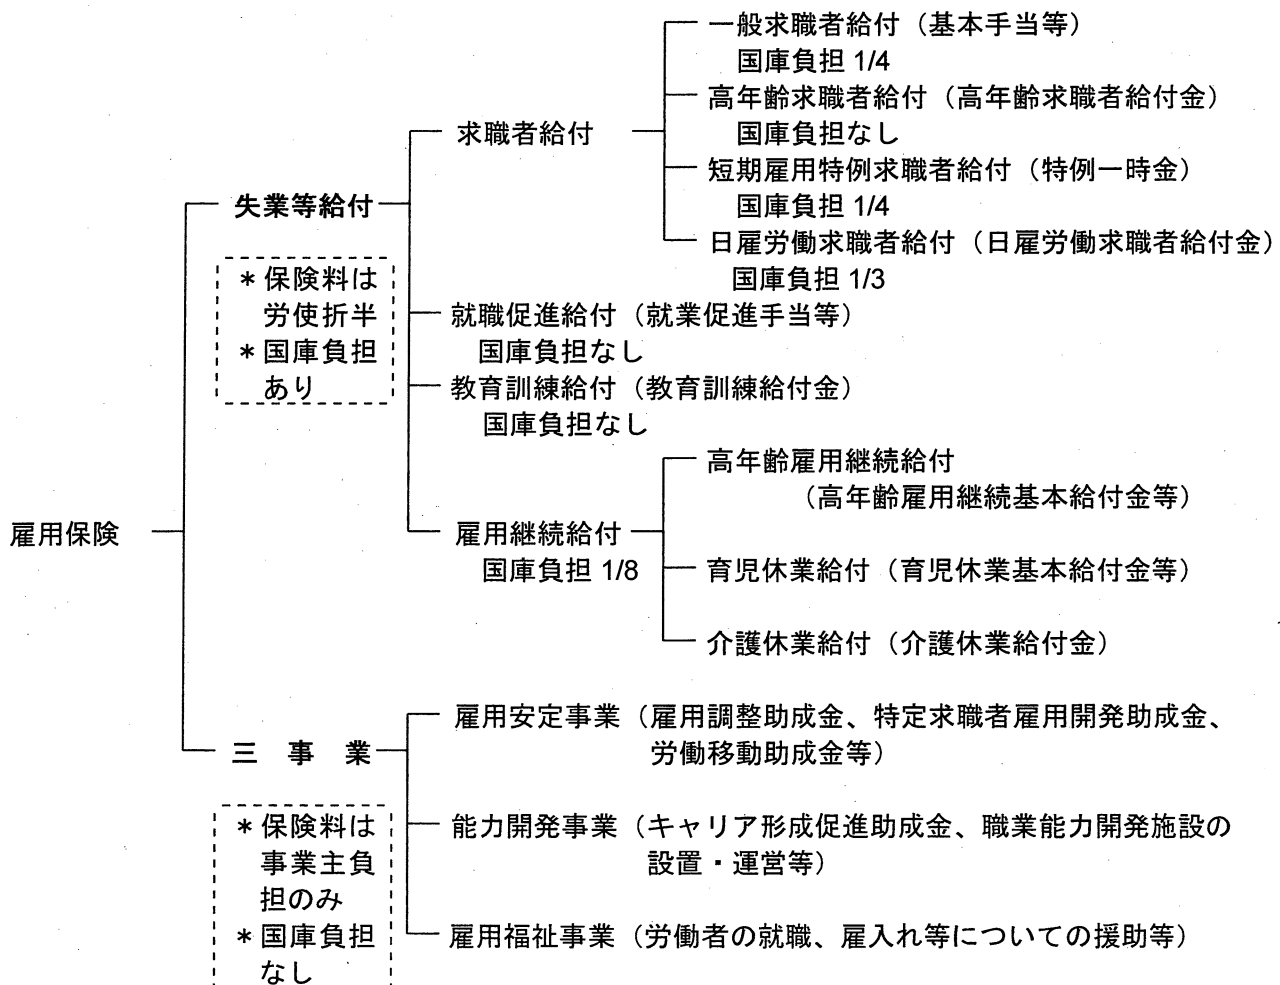 雇用保険
失業等給付
＊保険料は
労使折半
＊国庫負担
あり
求職者給付
一般求職者給付（基本手当等）
国庫負担 1/4
高年齢求職者給付（高年齢求職者給付金）
国庫負担なし
短期雇用特例求職者給付（特例一時金）
国庫負担 1/4
日雇労働求職者給付（日雇労働求職者給付金）
国庫負担 1/3
就職促進給付（就業促進手当等）
国庫負担なし
教育訓練給付（教育訓練給付金）
国庫負担なし
雇用継続給付
国庫負担 1/8
高年齢雇用継続給付
（高年齢雇用継続基本給付金等）
育児休業給付（育児休業基本給付金等）
介護休業給付（介護休業給付金）
三　事　業
＊保険料は
事業主負
担のみ
＊国庫負担
なし
雇用安定事業（雇用調整助成金、特定求職者雇用開発助成金、
労働移動助成金等）
能力開発事業（キャリア形成促進助成金、職業能力開発施設の
設置・運営等）
雇用福祉事業（労働者の就職、雇入れ等についての援助等）